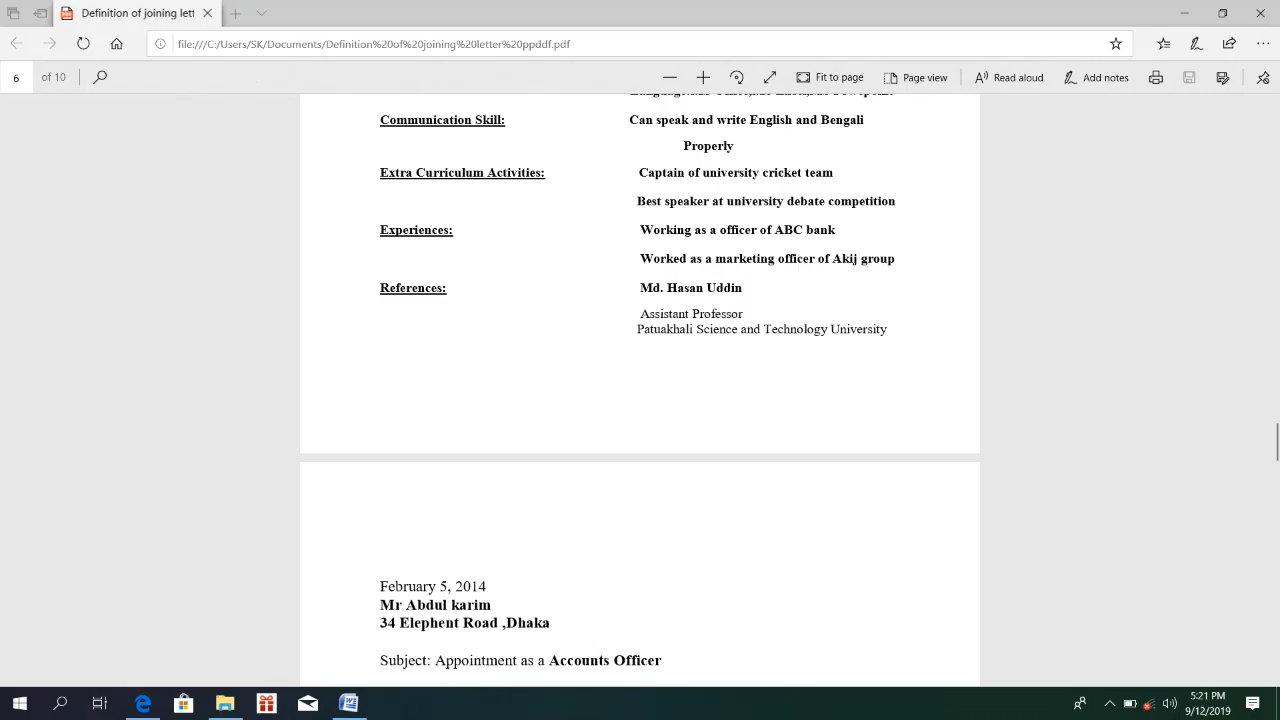 Definition of joining let
file:///C:/Users/SK/Documents/Definition%20of%20joining%20letter%20ppddf.pdf
6 of 10 Fit to page Page view Read aloud Add notes
Communication Skill: Can speak and write English and Bengali
Properly
Extra Curriculum Activities: Captain of university cricket team
Best speaker at university debate competition
Experiences: Working as a officer of ABC bank
Worked as a marketing officer of Akij group
References: Md. Hasan Uddin
Assistant Professor
Patuakhali Science and Technology University
February 5, 2014
Mr Abdul karim
34 Elephent Road ,Dhaka
Subject: Appointment as a Accounts Officer
5:21 PM
9/12/2019